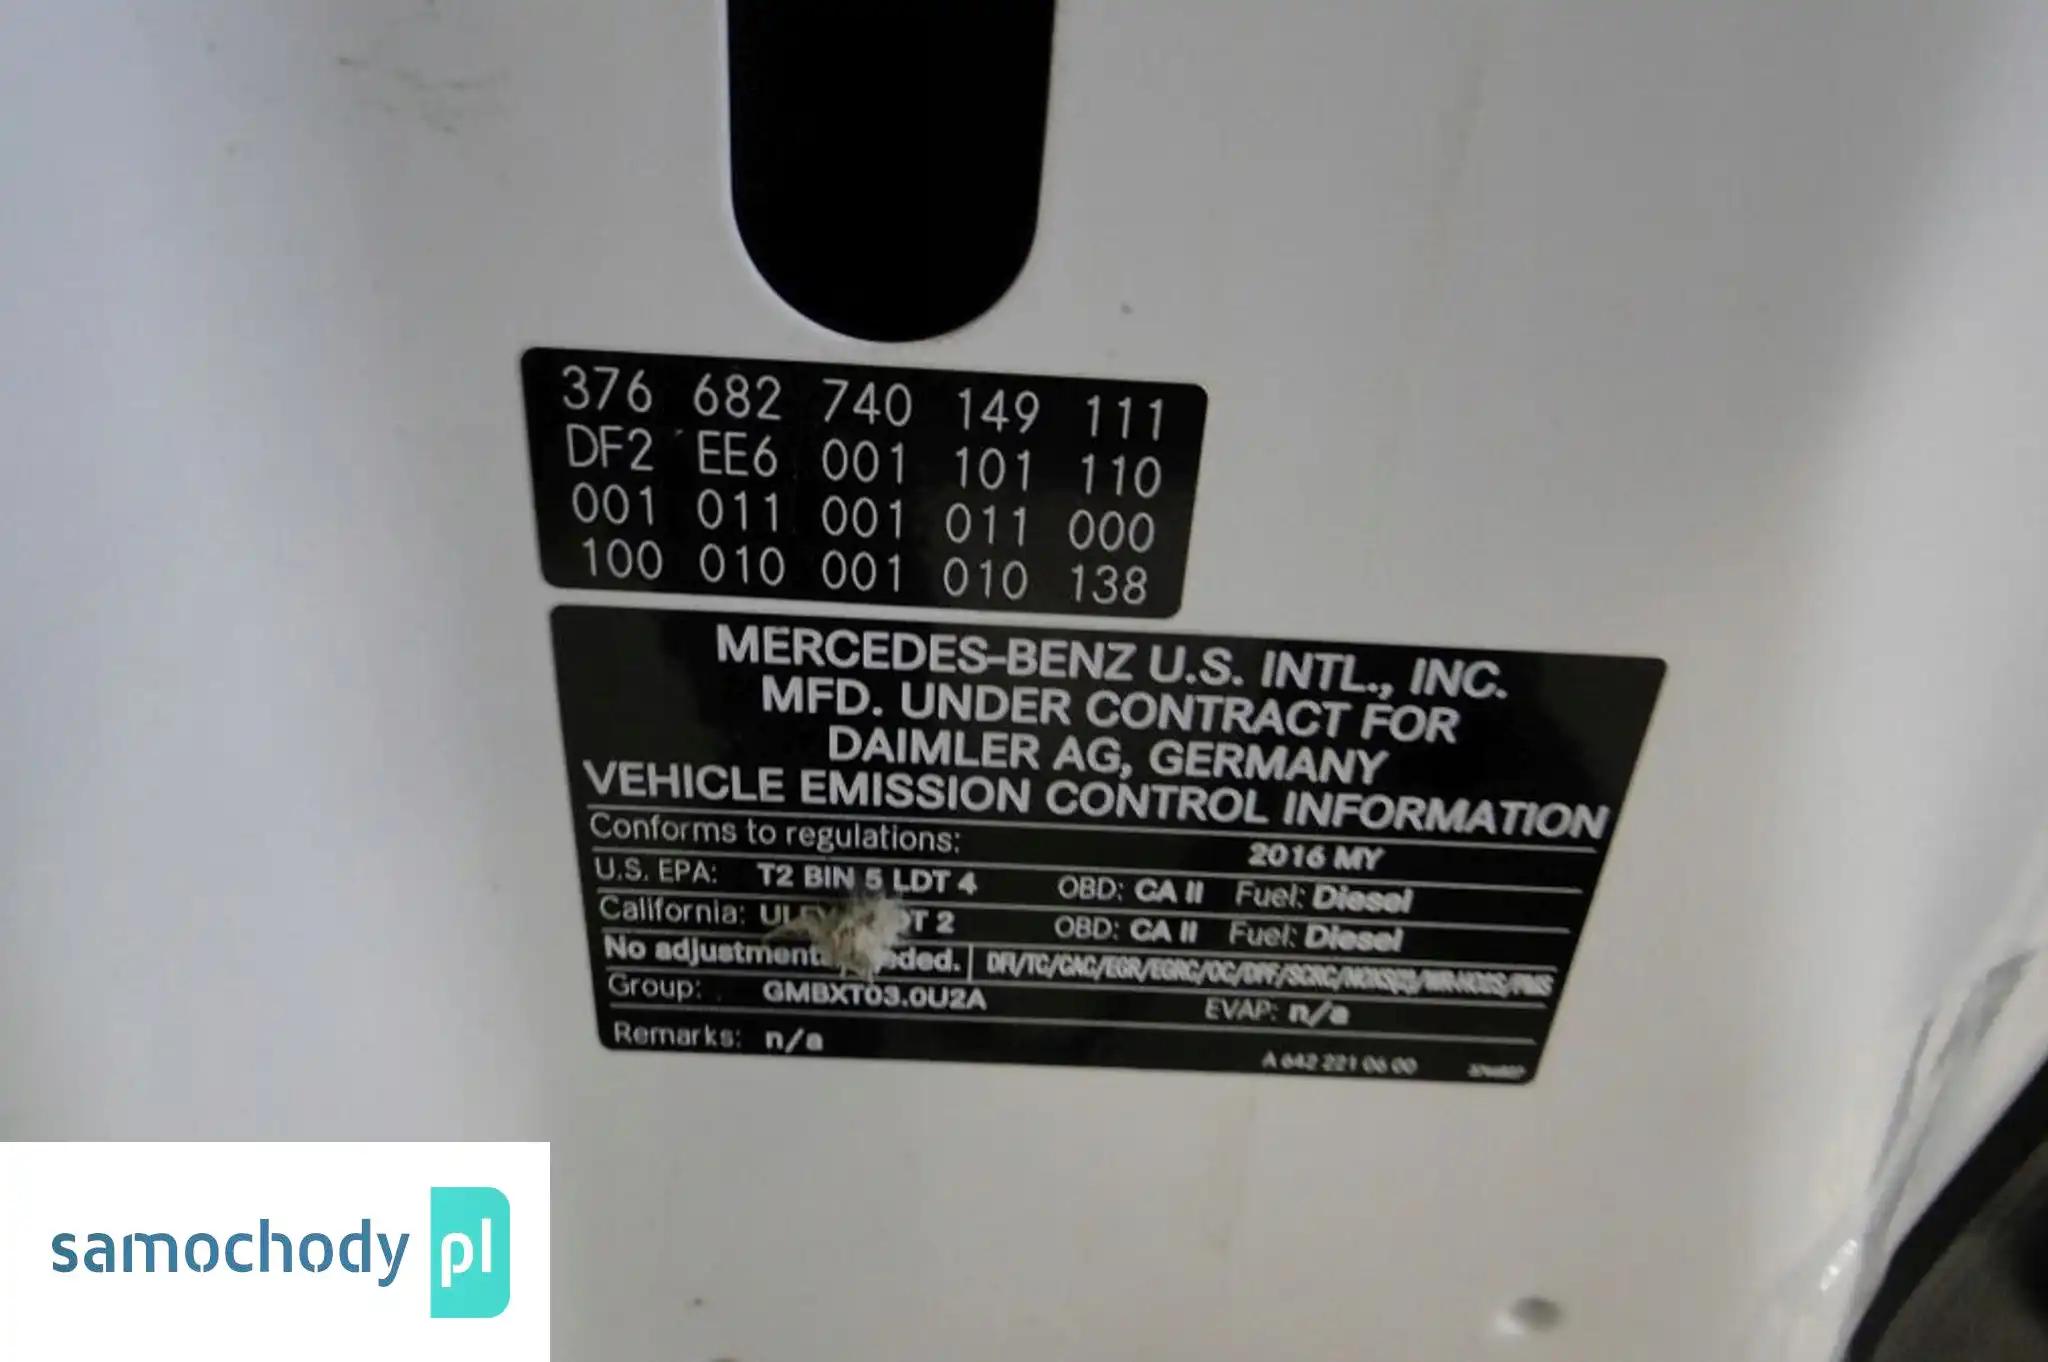 376 682 740 149 111
DF2 EE6 001 101 110
001 011 001 011 000
100 010 001 010 138
MERCEDES-BENZ U.S. INTL., INC.
MFD. UNDER CONTRACT FOR
DAIMLER AG, GERMANY
VEHICLE EMISSION CONTROL INFORMATION
Conforms to regulations: 2016 MY
U.S. EPA: T2 BIN 5 LDT 4 OBD: CA II Fuel: Diesel
California: 2 OBD: CA II Fuel: Diesel
No
Group: GMBXT03.0U2A EVAP: n/a
Remarks: n/a
A 642 221 06 00
samochody pl